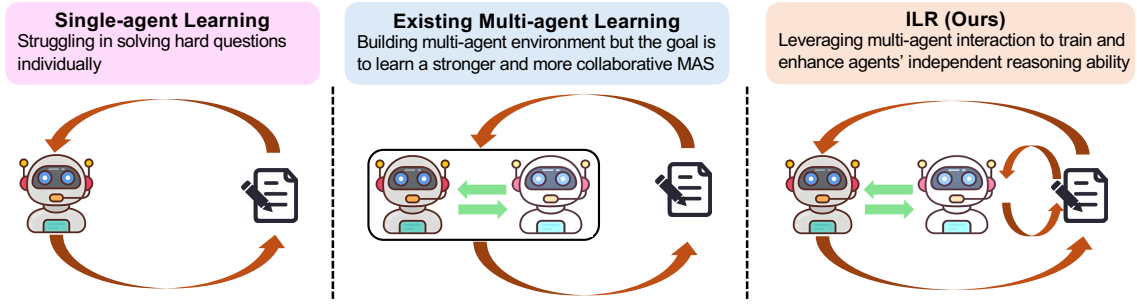 Single-agent Learning
Struggling in solving hard questions
individually
Existing Multi-agent Learning
Building multi-agent environment but the goal is
to learn a stronger and more collaborative MAS
ILR (Ours)
Leveraging multi-agent interaction to train and
enhance agents' independent reasoning ability